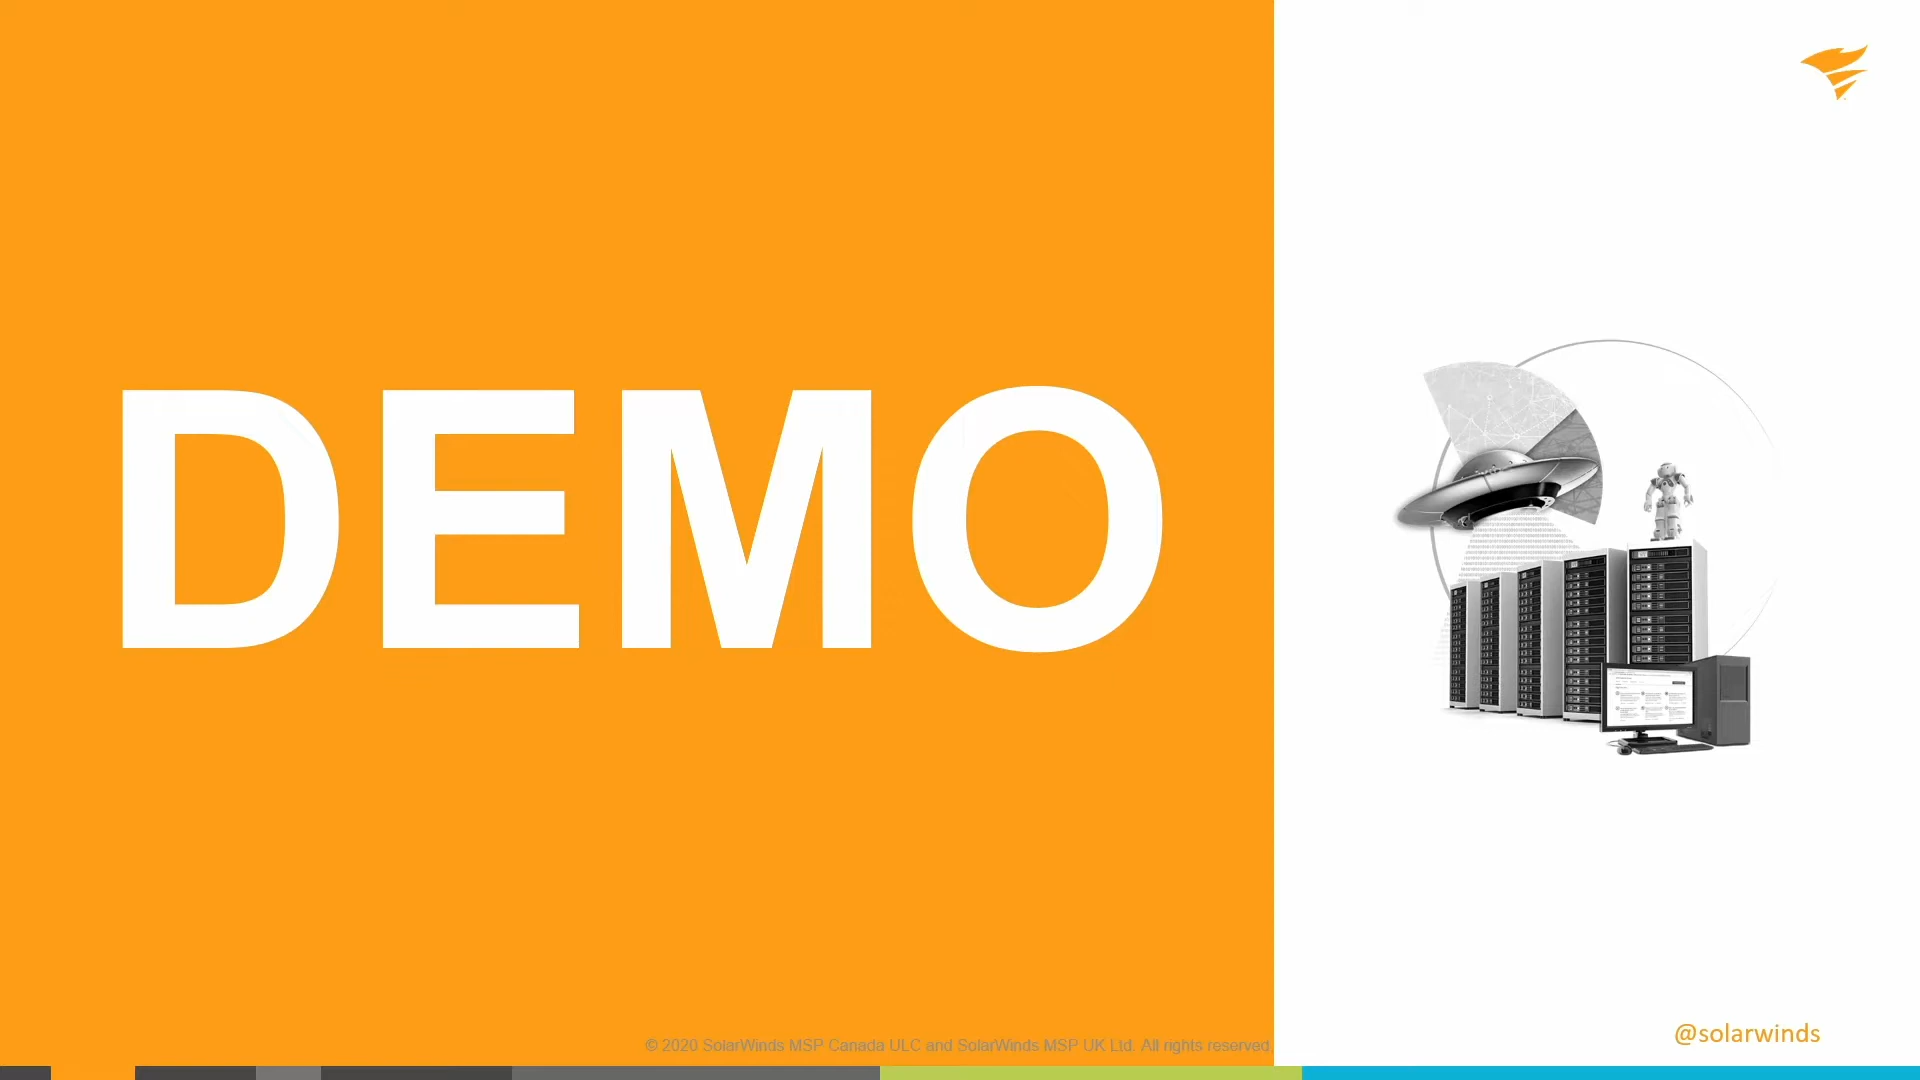 DEMO
© 2020 SolarWinds MSP Canada ULC and SolarWinds MSP UK Ltd. All rights reserved.
@solarwinds